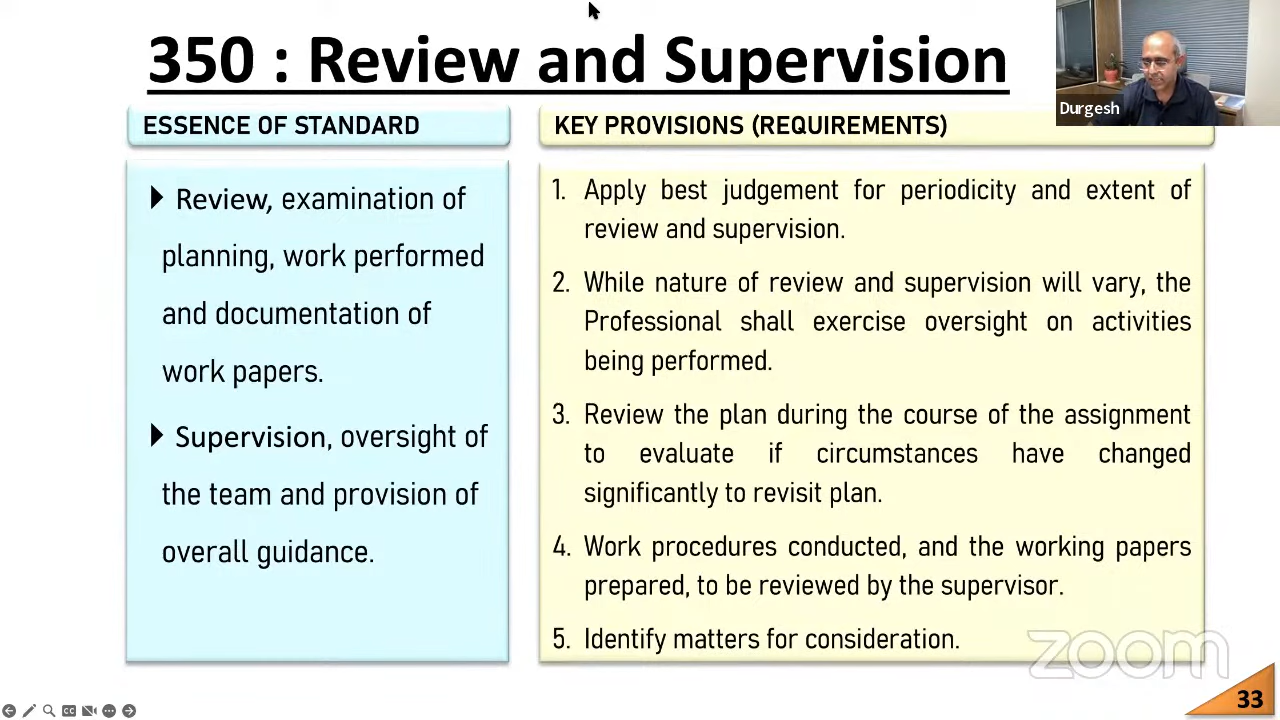 350 : Review and Supervision
Durgesh
ESSENCE OF STANDARD
Review, examination of
planning, work performed
and documentation of
work papers.
Supervision, oversight of
the team and provision of
overall guidance.
KEY PROVISIONS (REQUIREMENTS)
1. Apply best judgement for periodicity and extent of
review and supervision.
2. While nature of review and supervision will vary, the
Professional shall exercise oversight on activities
being performed.
3. Review the plan during the course of the assignment
to evaluate if circumstances have changed
significantly to revisit plan.
4. Work procedures conducted, and the working papers
prepared, to be reviewed by the supervisor.
5. Identify matters for consideration.
zoom
33